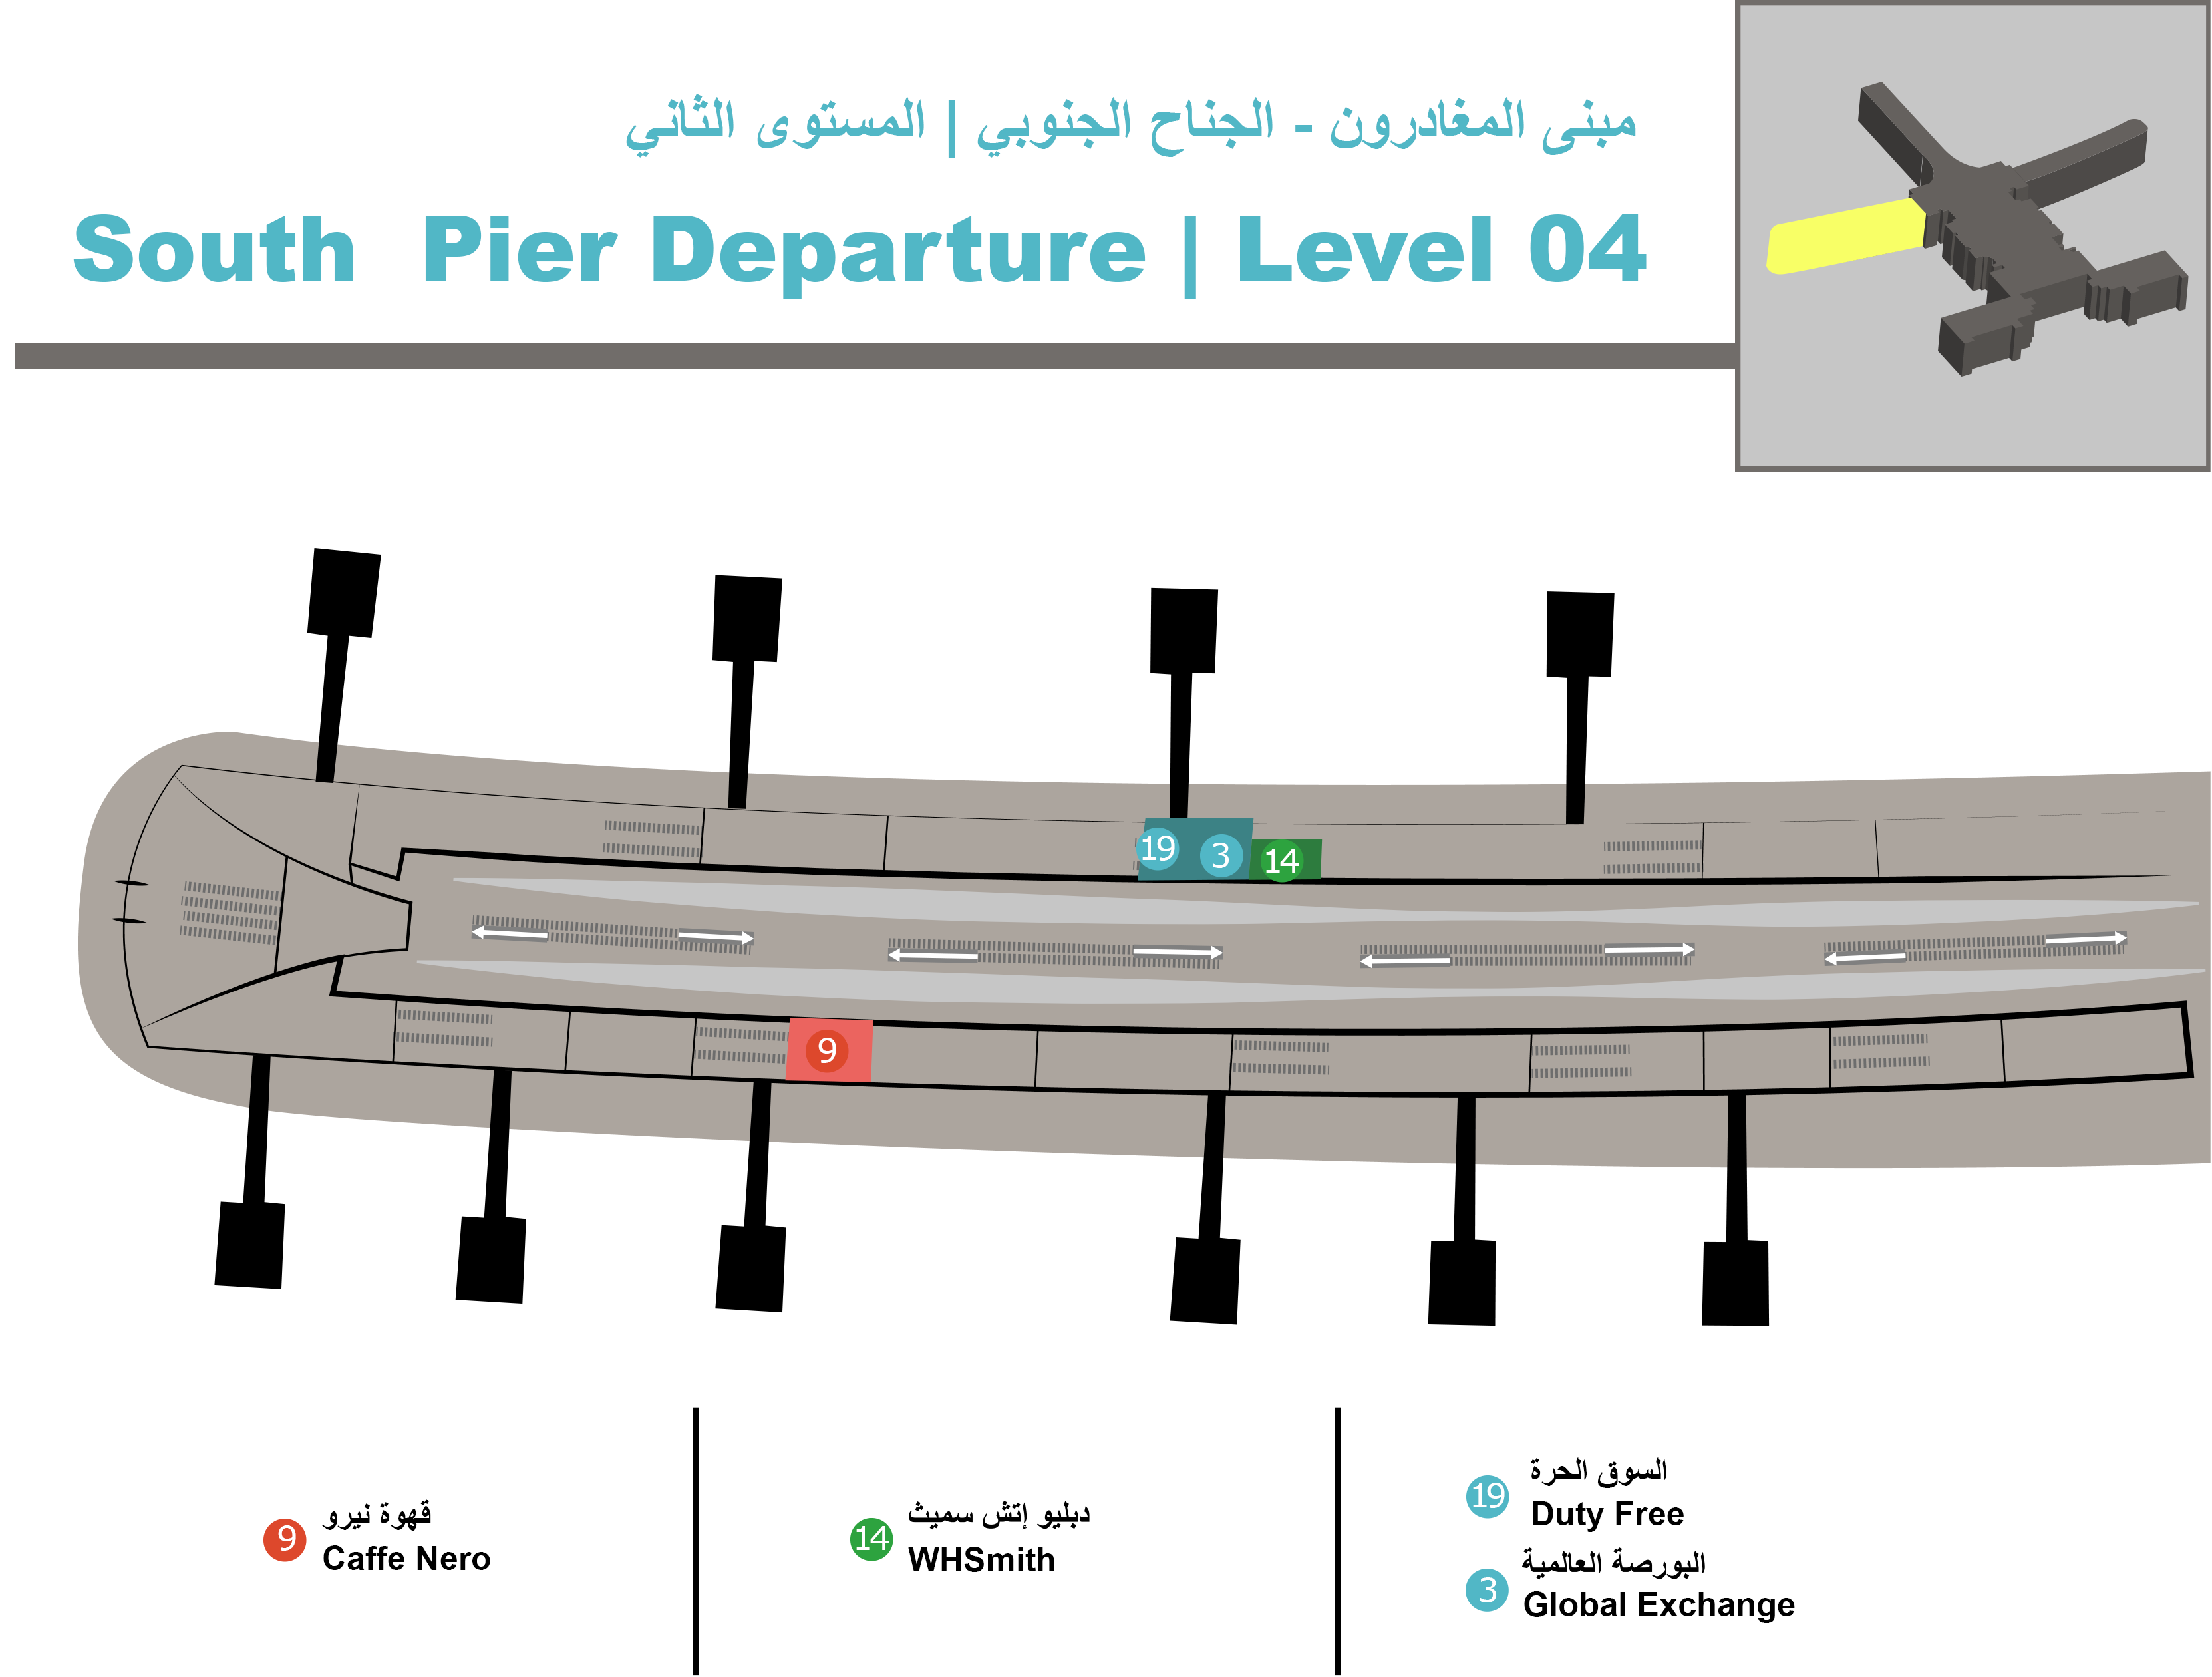 مبنى المغادرون - الجناح الجنوبي | المستوى الثاني
South Pier Departure | Level 04
19
3
14
9
9
قهوة نيرو
Caffe Nero
14
دبليو إتش سميث
WHSmith
19
السوق الحرة
Duty Free
3
البورصة العالمية
Global Exchange